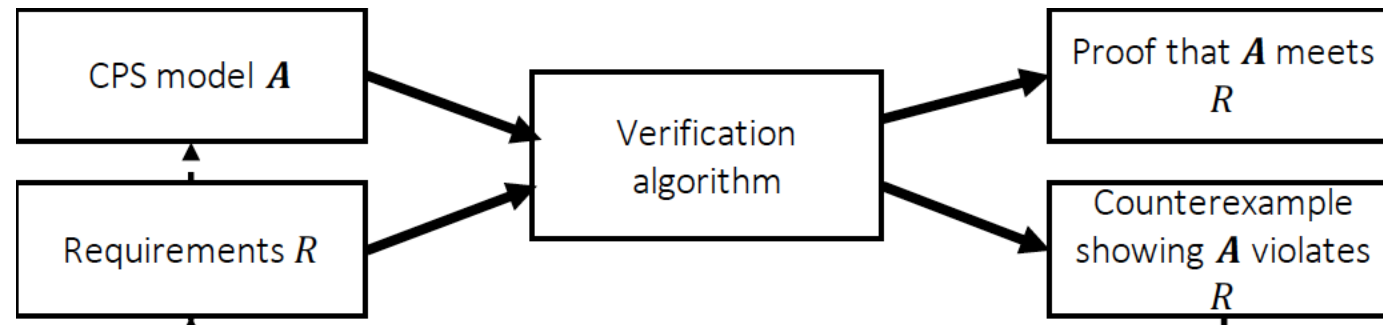 CPS model A
Requirements R
Verification
algorithm
Proof that A meets
R
Counterexample
showing A violates
R